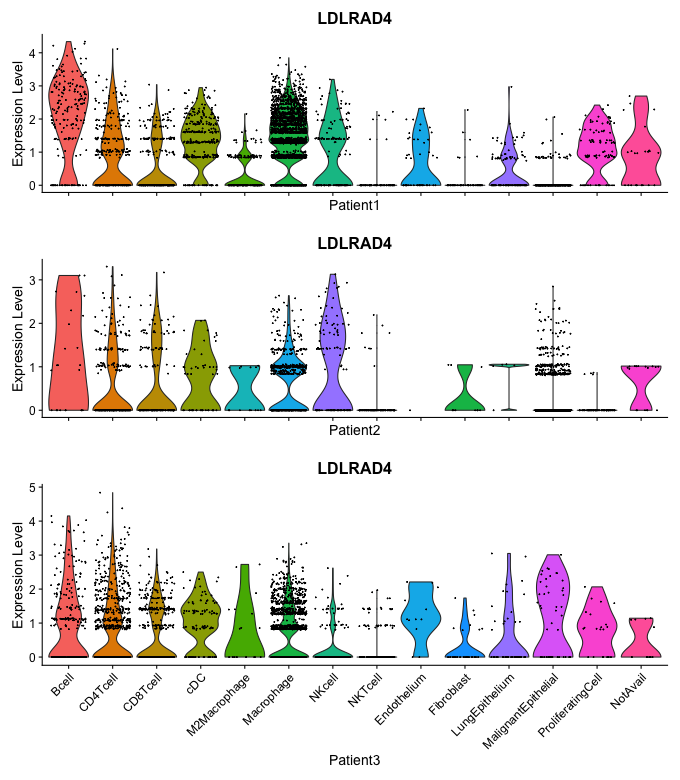 LDLRAD4
Expression Level
4
3
2
1
0
Patient1
LDLRAD4
Expression Level
3
2
1
0
Patient2
LDLRAD4
Expression Level
5
4
3
2
1
0
Bcell
CD4Tcell
CD8Tcell
cDC
M2Macrophage
Macrophage
NKcell
NKTcell
Endothelium
Fibroblast
LungEpithelium
MalignantEpithelial
ProliferatingCell
NotAvail
Patient3